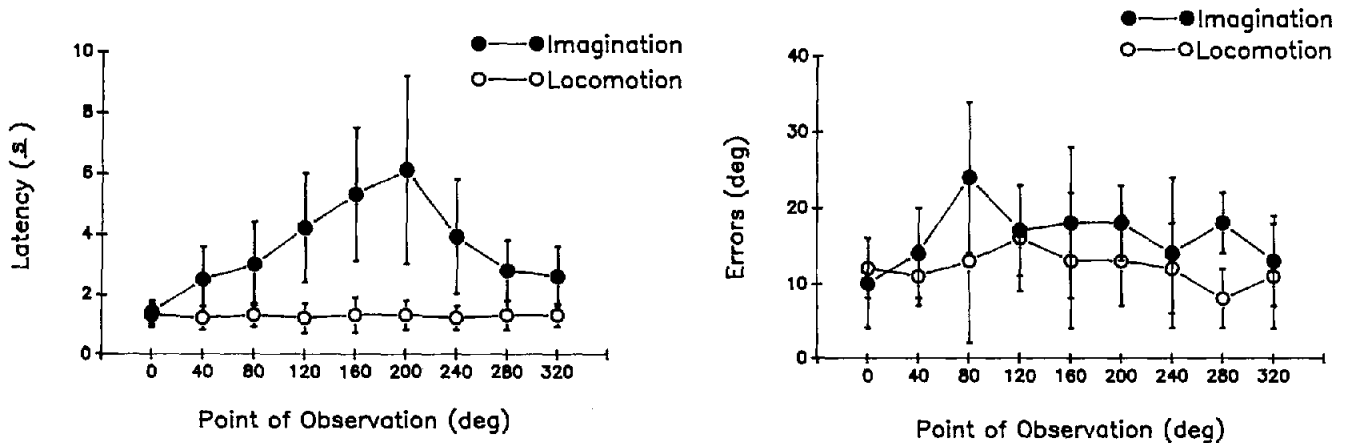 Imagination
Locomotion
10
8
6
4
2
0
Latency (s)
0 40 80 120 160 200 240 280 320
Point of Observation (deg)
Imagination
Locomotion
40
30
20
10
0
Errors (deg)
0 40 80 120 160 200 240 280 320
Point of Observation (deg)